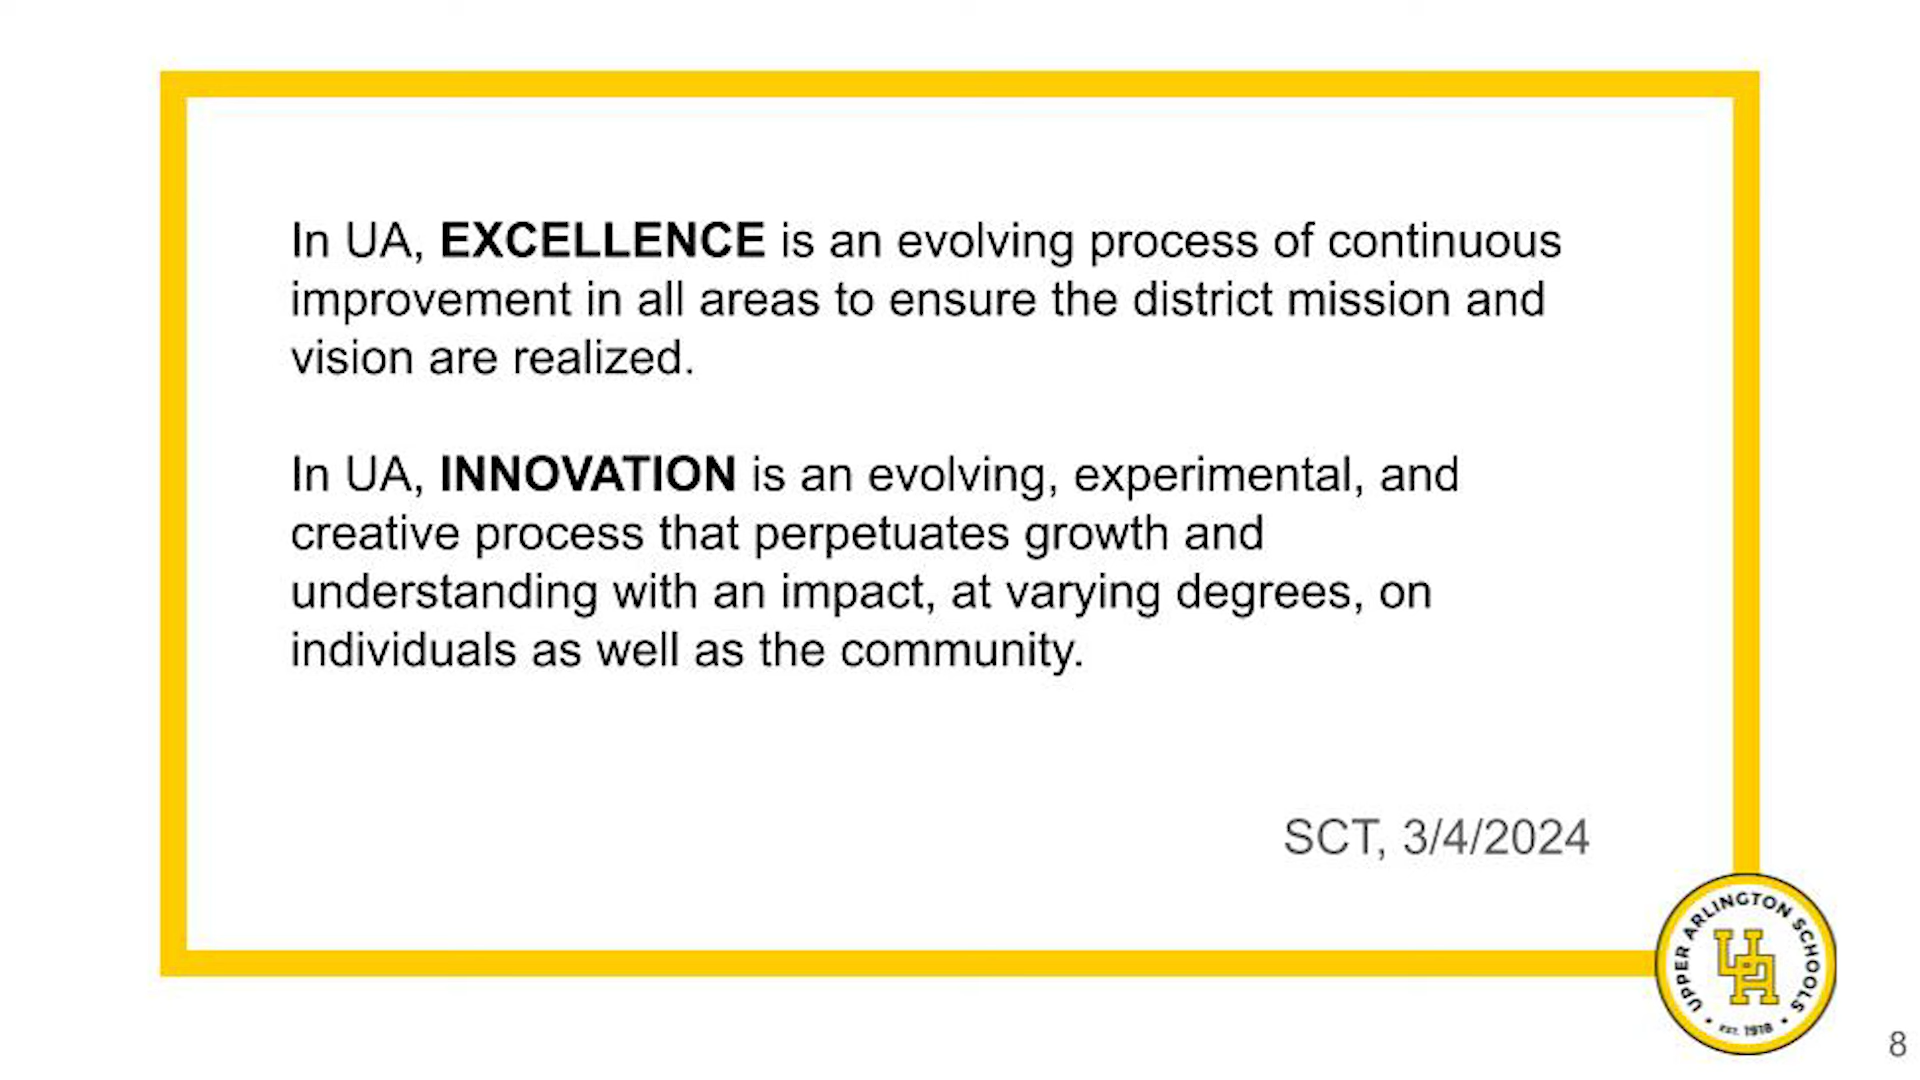 In UA, EXCELLENCE is an evolving process of continuous
improvement in all areas to ensure the district mission and
vision are realized.
In UA, INNOVATION is an evolving, experimental, and
creative process that perpetuates growth and
understanding with an impact, at varying degrees, on
individuals as well as the community.
SCT, 3/4/2024
UPPER ARLINGTON SCHOOLS
UA
• EST. 1918 •
8